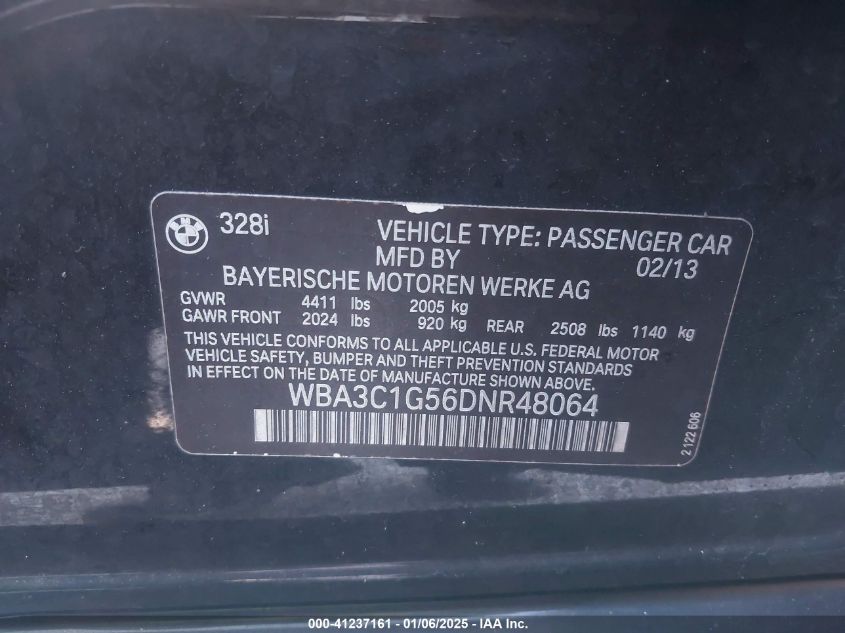 BMW
328i
VEHICLE TYPE: PASSENGER CAR
MFD BY 02/13
BAYERISCHE MOTOREN WERKE AG
GVWR 4411 lbs 2005 kg
GAWR FRONT 2024 lbs 920 kg REAR 2508 lbs 1140 kg
THIS VEHICLE CONFORMS TO ALL APPLICABLE U.S. FEDERAL MOTOR
VEHICLE SAFETY, BUMPER AND THEFT PREVENTION STANDARDS
IN EFFECT ON THE DATE OF MANUFACTURE SHOWN ABOVE.
WBA3C1G56DNR48064
2 122 606
000-41237161 - 01/06/2025 - IAA Inc.